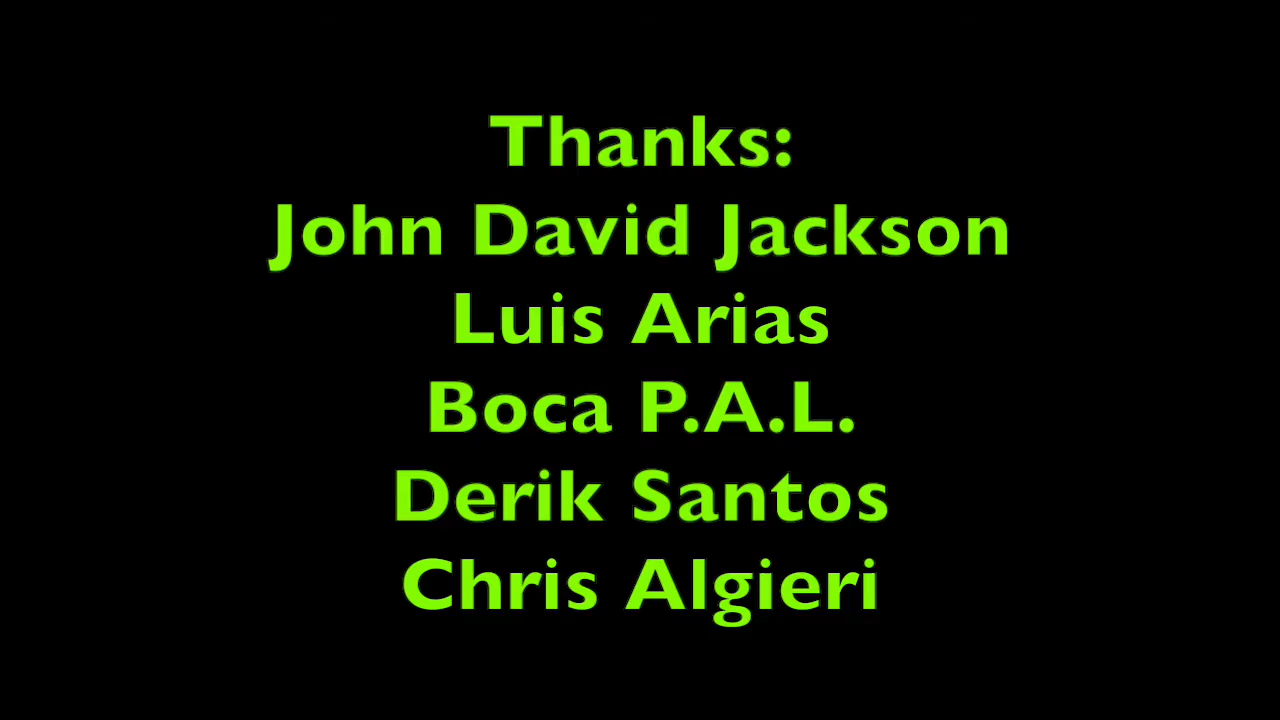 Thanks:
John David Jackson
Luis Arias
Boca P.A.L.
Derik Santos
Chris Algieri